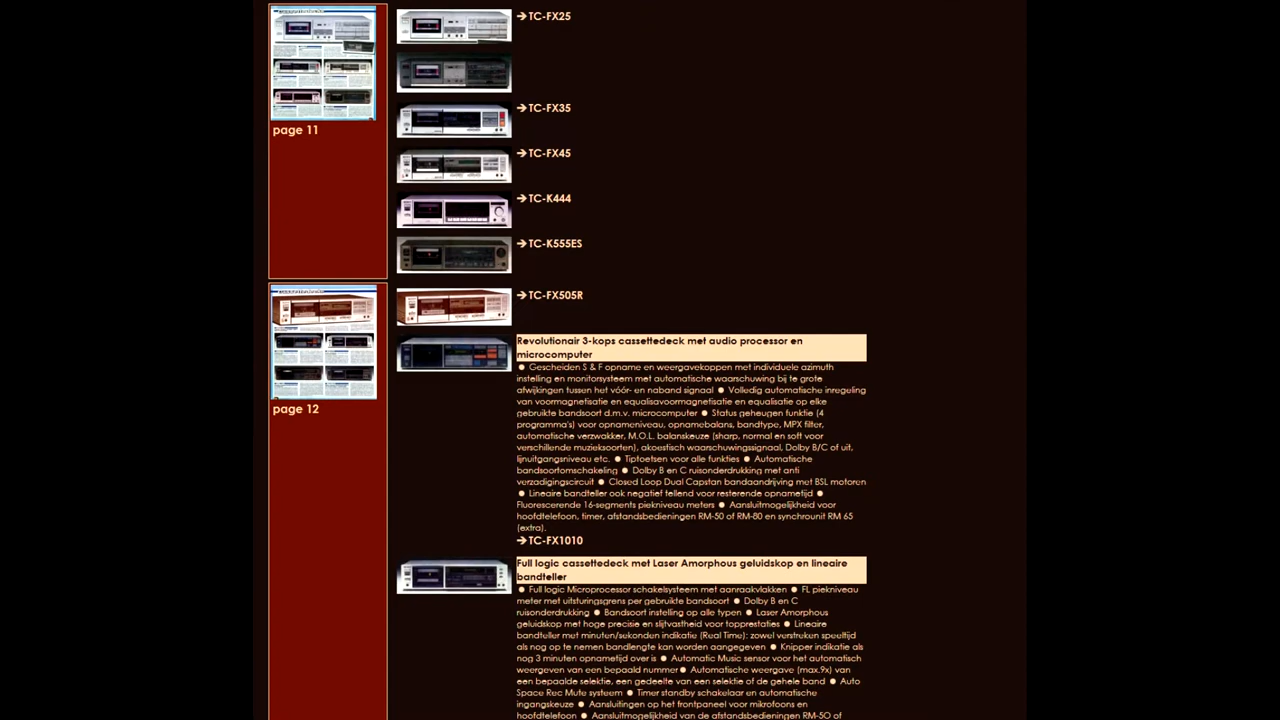 TC-FX25
page 11
TC-FX35
TC-FX45
TC-K444
TC-K555ES
TC-FX505R
page 12
Revolutionair 3-kops cassettedeck met audio processor en
microcomputer
● Gescheiden S & F opname en weergavekoppen met individuele azimuth
instelling en monitorsysteem met automatische waarschuwing bij te grote
afwijkingen tussen het vóór- en naband signaal ● Volledig automatische inregeling
van voormagnetisatie en equalisavoormagnetisatie en equalisatie op elke
gebruikte bandsoort d.m.v. microcomputer ● Status geheugen funktie (4
programma's) voor opnameniveau, opnamebalans, bandtype, MPX filter,
automatische verzwakker, M.O.L. balanskeuze (sharp, normal en soft voor
verschillende muzieksoorten), akoestisch waarschuwingssignaal, Dolby B/C of uit,
lijnuitgangsniveau etc. ● Tiptoetsen voor alle functies ● Automatische
bandsoortomschakeling ● Dolby B en C ruisonderdrukking met anti
verzadigingscircuit ● Closed Loop Dual Capstan bandaandrijving met BSL motoren
● Lineaire bandteller ook negatief tellend voor resterende opnametijd ●
Fluorescerende 16-segments piekniveau meters ● Aansluitmogelijkheid voor
hoofdtelefoon, timer, afstandsbedieningen RM-50 of RM-80 en synchrounit RM 65
(extra).
TC-FX1010
Full logic cassettedeck met Laser Amorphous geluidskop en lineaire
bandteller
● Full logic Microprocessor schakelsysteem met aanraakvlakken ● FL piekniveau
meter met uitsturingsgrens per gebruikte bandsoort ● Dolby B en C
ruisonderdrukking ● Bandsoort instelling op alle typen ● Laser Amorphous
geluidskop met hoge precisie en slijtvastheid voor topprestaties ● Lineaire
bandteller met minuten/sekonden indikatie (Real Time); zowel verstreken speeltijd
als nog op te nemen bandlengte kan worden aangegeven ● Knipper indikatie als
nog 3 minuten opnametijd over is ● Automatic Music sensor voor het automatisch
weergeven van een bepaald nummer● Automatische weergave (max.9x) van
een bepaalde selektie, een gedeelte van een selektie of de gehele band ● Auto
Space Rec Mute systeem ● Timer standby schakelaar en automatische
ingangskeuze ● Aansluitingen op het frontpaneel voor mikrofoons en
hoofdtelefoon ● Aansluitmogelijkheid van de afstandsbedieningen RM-5O of